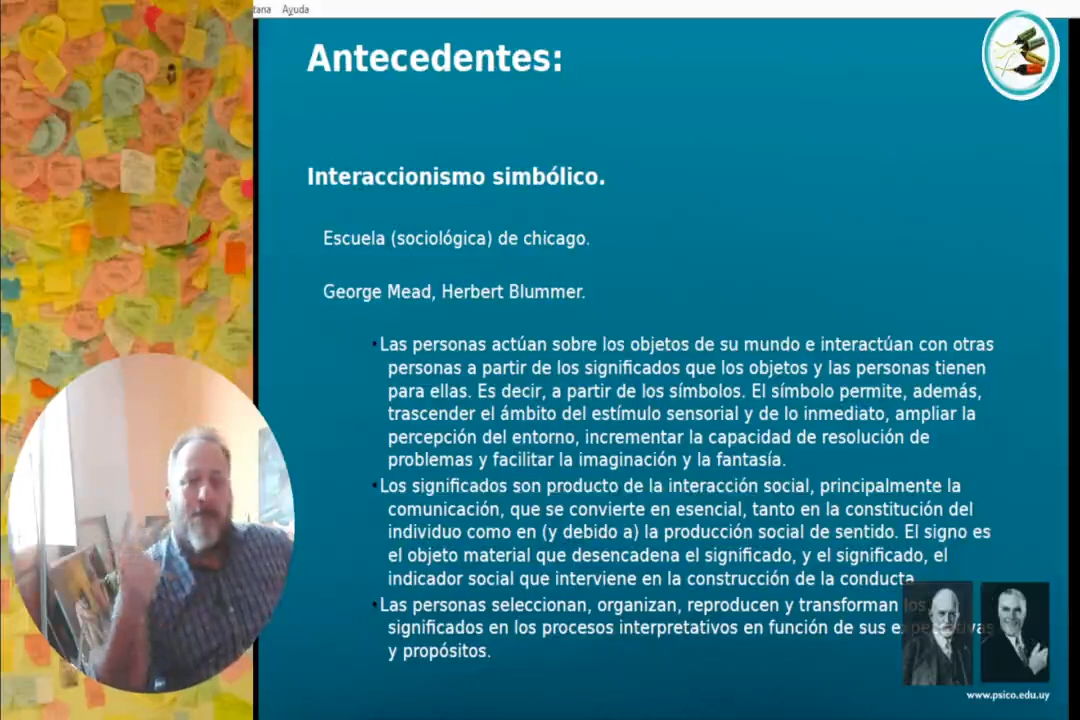 tana Ayuda
Antecedentes:
Interaccionismo simbólico.
Escuela (sociológica) de chicago.
George Mead, Herbert Blummer.
Las personas actúan sobre los objetos de su mundo e interactúan con otras
personas a partir de los significados que los objetos y las personas tienen
para ellas. Es decir, a partir de los símbolos. El símbolo permite, además,
trascender el ámbito del estímulo sensorial y de lo inmediato, ampliar la
percepción del entorno, incrementar la capacidad de resolución de
problemas y facilitar la imaginación y la fantasía.
Los significados son producto de la interacción social, principalmente la
comunicación, que se convierte en esencial, tanto en la constitución del
individuo como en (y debido a) la producción social de sentido. El signo es
el objeto material que desencadena el significado, y el significado, el
indicador social que interviene en la construcción de la conducta.
Las personas seleccionan, organizan, reproducen y transforman los
significados en los procesos interpretativos en función de sus expectativas
y propósitos.
www.psico.edu.uy